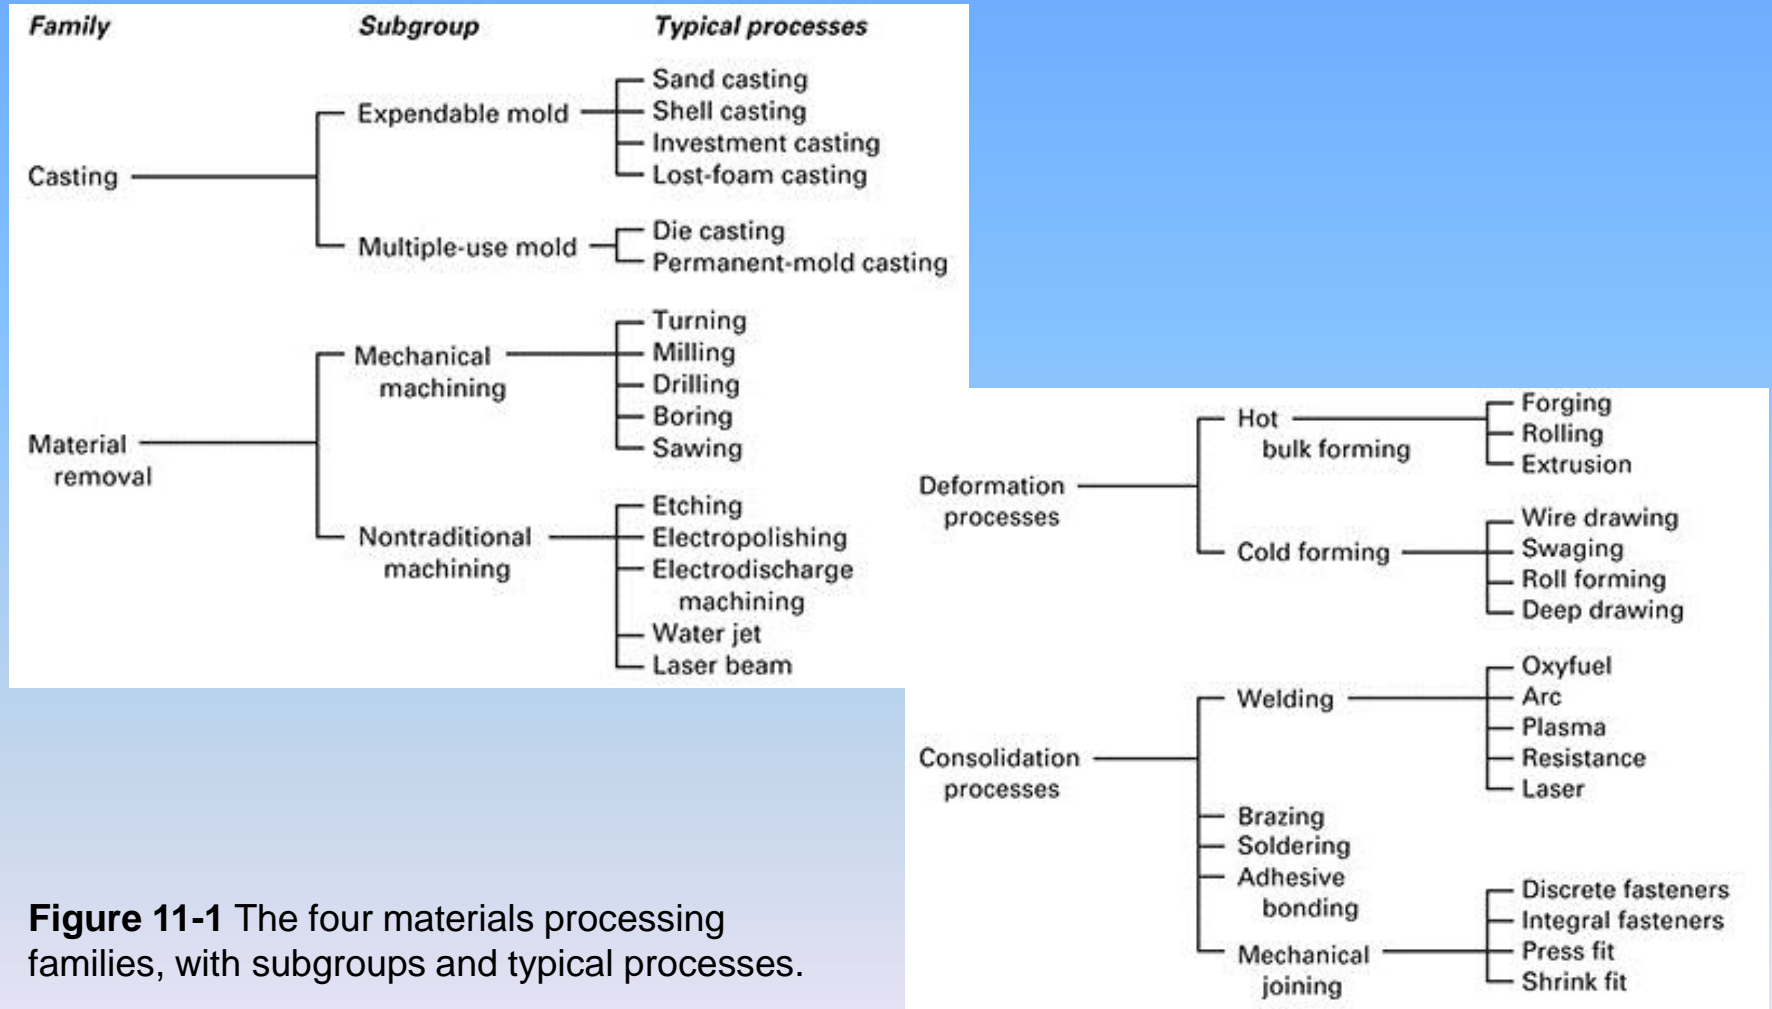 Family Subgroup Typical processes
Sand casting
Expendable mold Shell casting
Investment casting
Casting Lost-foam casting
Multiple-use mold Die casting
Permanent-mold casting
Turning
Mechanical Milling
machining Drilling
Boring
Material Sawing
removal
Etching
Nontraditional Electropolishing
machining Electrodischarge
machining
Water jet
Laser beam
Hot Forging
bulk forming Rolling
Extrusion
Deformation
processes
Wire drawing
Cold forming Swaging
Roll forming
Deep drawing
Oxyfuel
Welding Arc
Plasma
Consolidation Resistance
processes Laser
Brazing
Soldering
Adhesive
bonding
Discrete fasteners
Integral fasteners
Mechanical Press fit
joining Shrink fit
Figure 11-1 The four materials processing
families, with subgroups and typical processes.